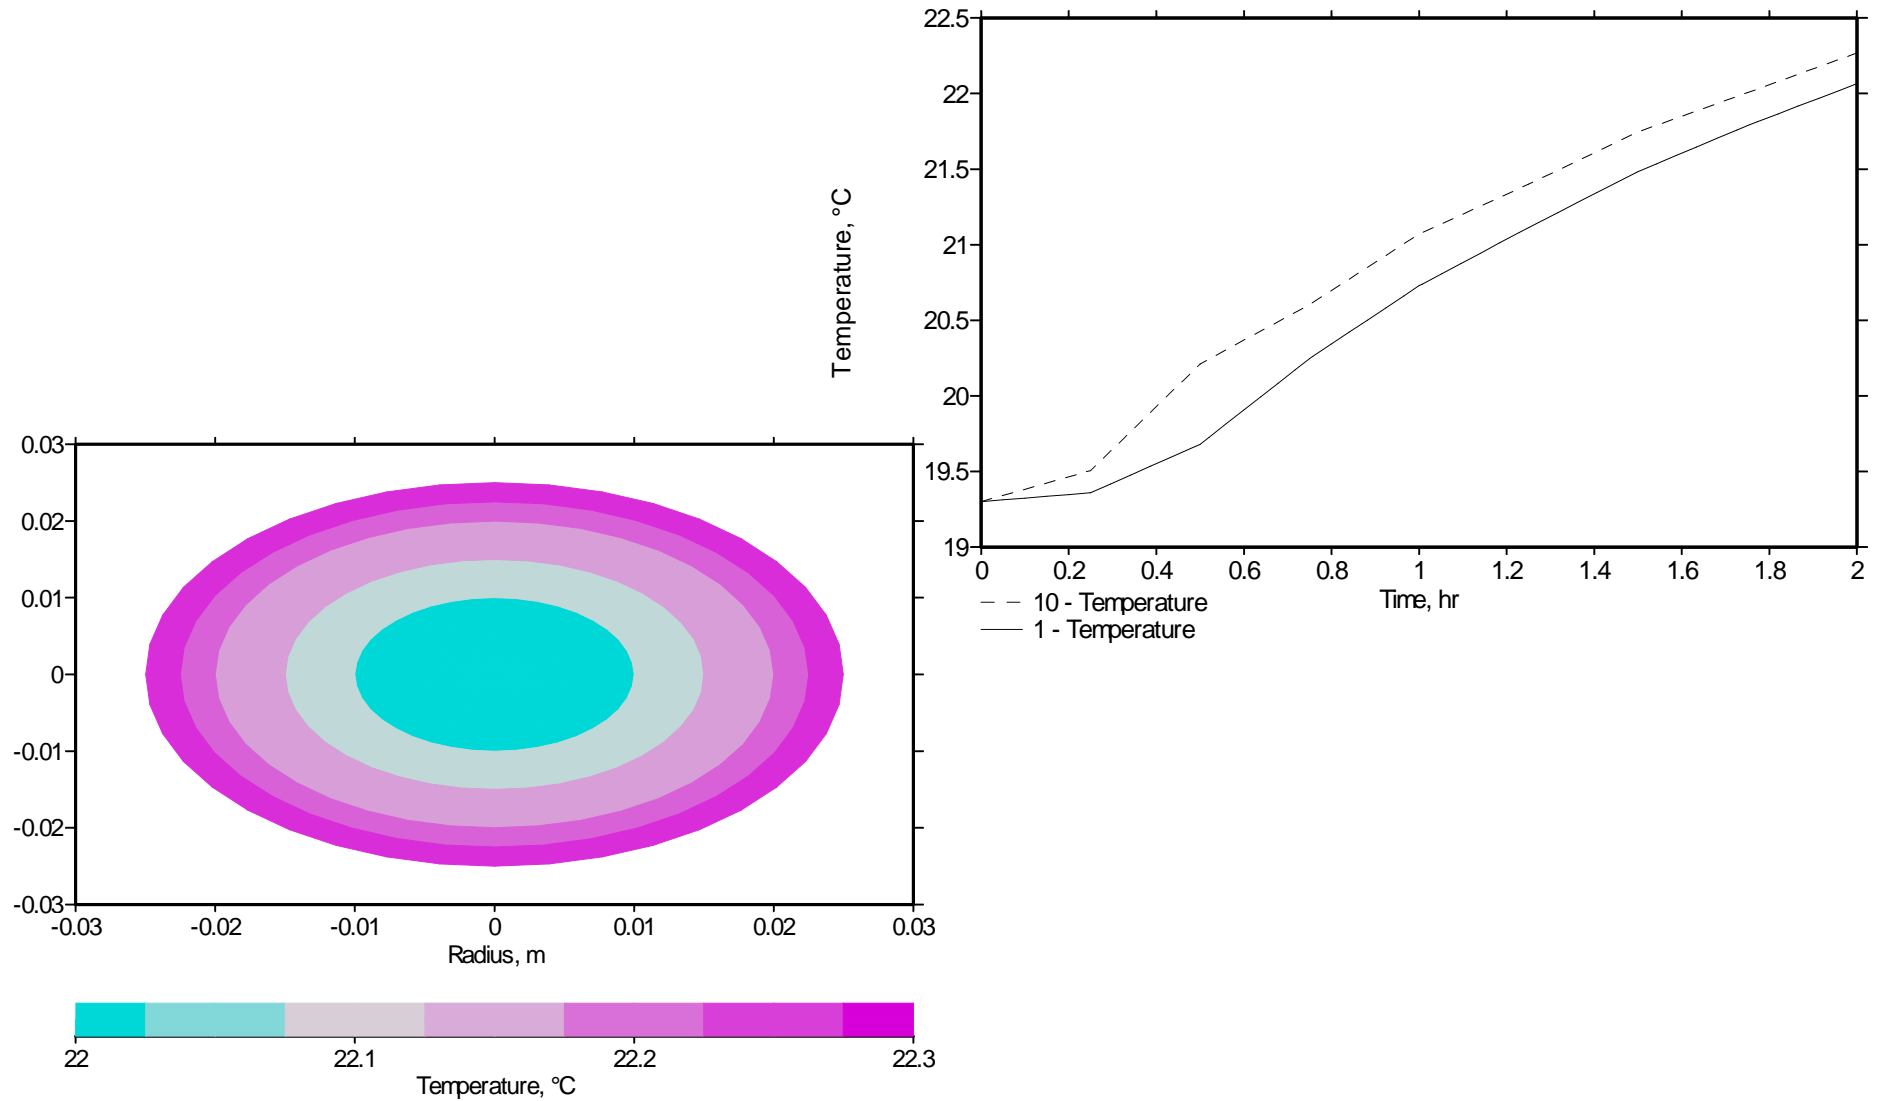 22.5
22
21.5
21
20.5
20
19.5
19
Temperature, °C
0 0.2 0.4 0.6 0.8 1 1.2 1.4 1.6 1.8 2
Time, hr
10 - Temperature
1 - Temperature
0.03
0.02
0.01
0
-0.01
-0.02
-0.03
-0.03 -0.02 -0.01 0 0.01 0.02 0.03
Radius, m
22 22.1 22.2 22.3
Temperature, °C